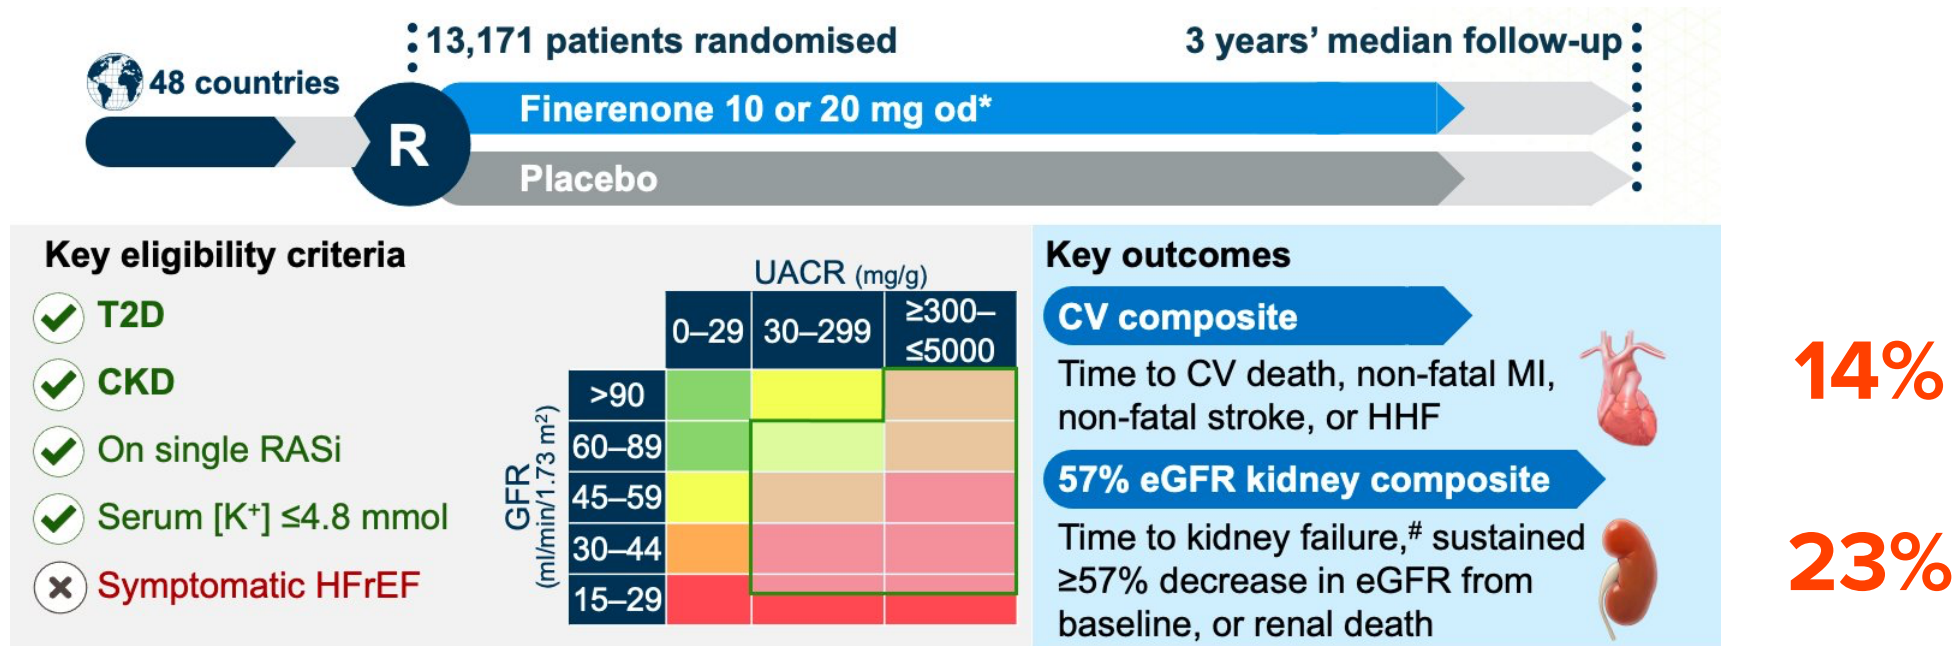 13,171 patients randomised
3 years’ median follow-up
48 countries
R
Finerenone 10 or 20 mg od*
Placebo
Key eligibility criteria
T2D
CKD
On single RASi
Serum [K⁺] ≤4.8 mmol
Symptomatic HFrEF
UACR (mg/g)
0–29
30–299
≥300–
≤5000
GFR
(ml/min/1.73 m²)
>90
60–89
45–59
30–44
15–29
Key outcomes
CV composite
Time to CV death, non-fatal MI,
non-fatal stroke, or HHF
14%
57% eGFR kidney composite
Time to kidney failure,# sustained
≥57% decrease in eGFR from
baseline, or renal death
23%